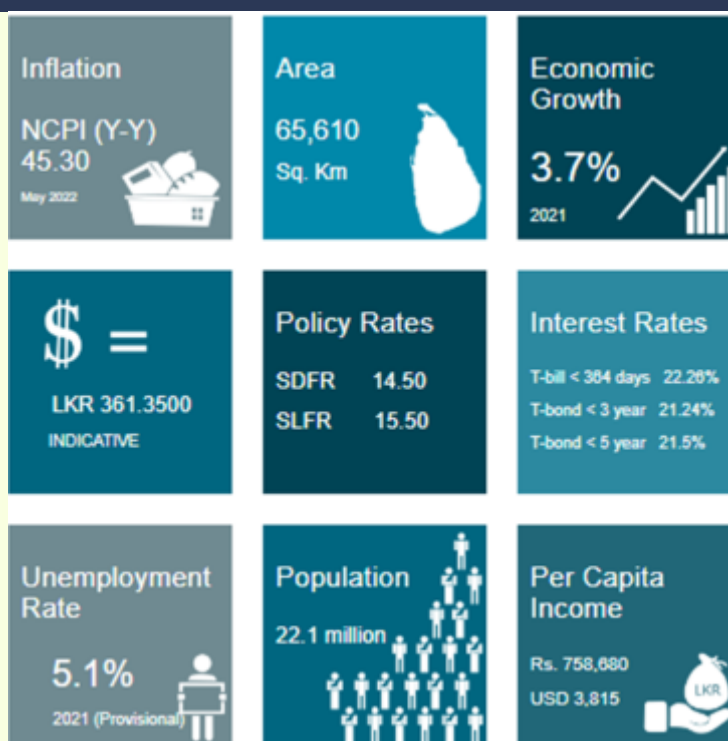 Inflation
NCPI (Y-Y)
45.30
May 2022
Area
65,610
Sq. Km
Economic
Growth
3.7%
2021
$ =
LKR 361.3500
INDICATIVE
Policy Rates
SDFR 14.50
SLFR 15.50
Interest Rates
T-bill < 364 days 22.26%
T-bond < 3 year 21.24%
T-bond < 5 year 21.5%
Unemployment
Rate
5.1%
2021 (Provisional)
Population
22.1 million
Per Capita
Income
Rs. 758,680
USD 3,815
LKR